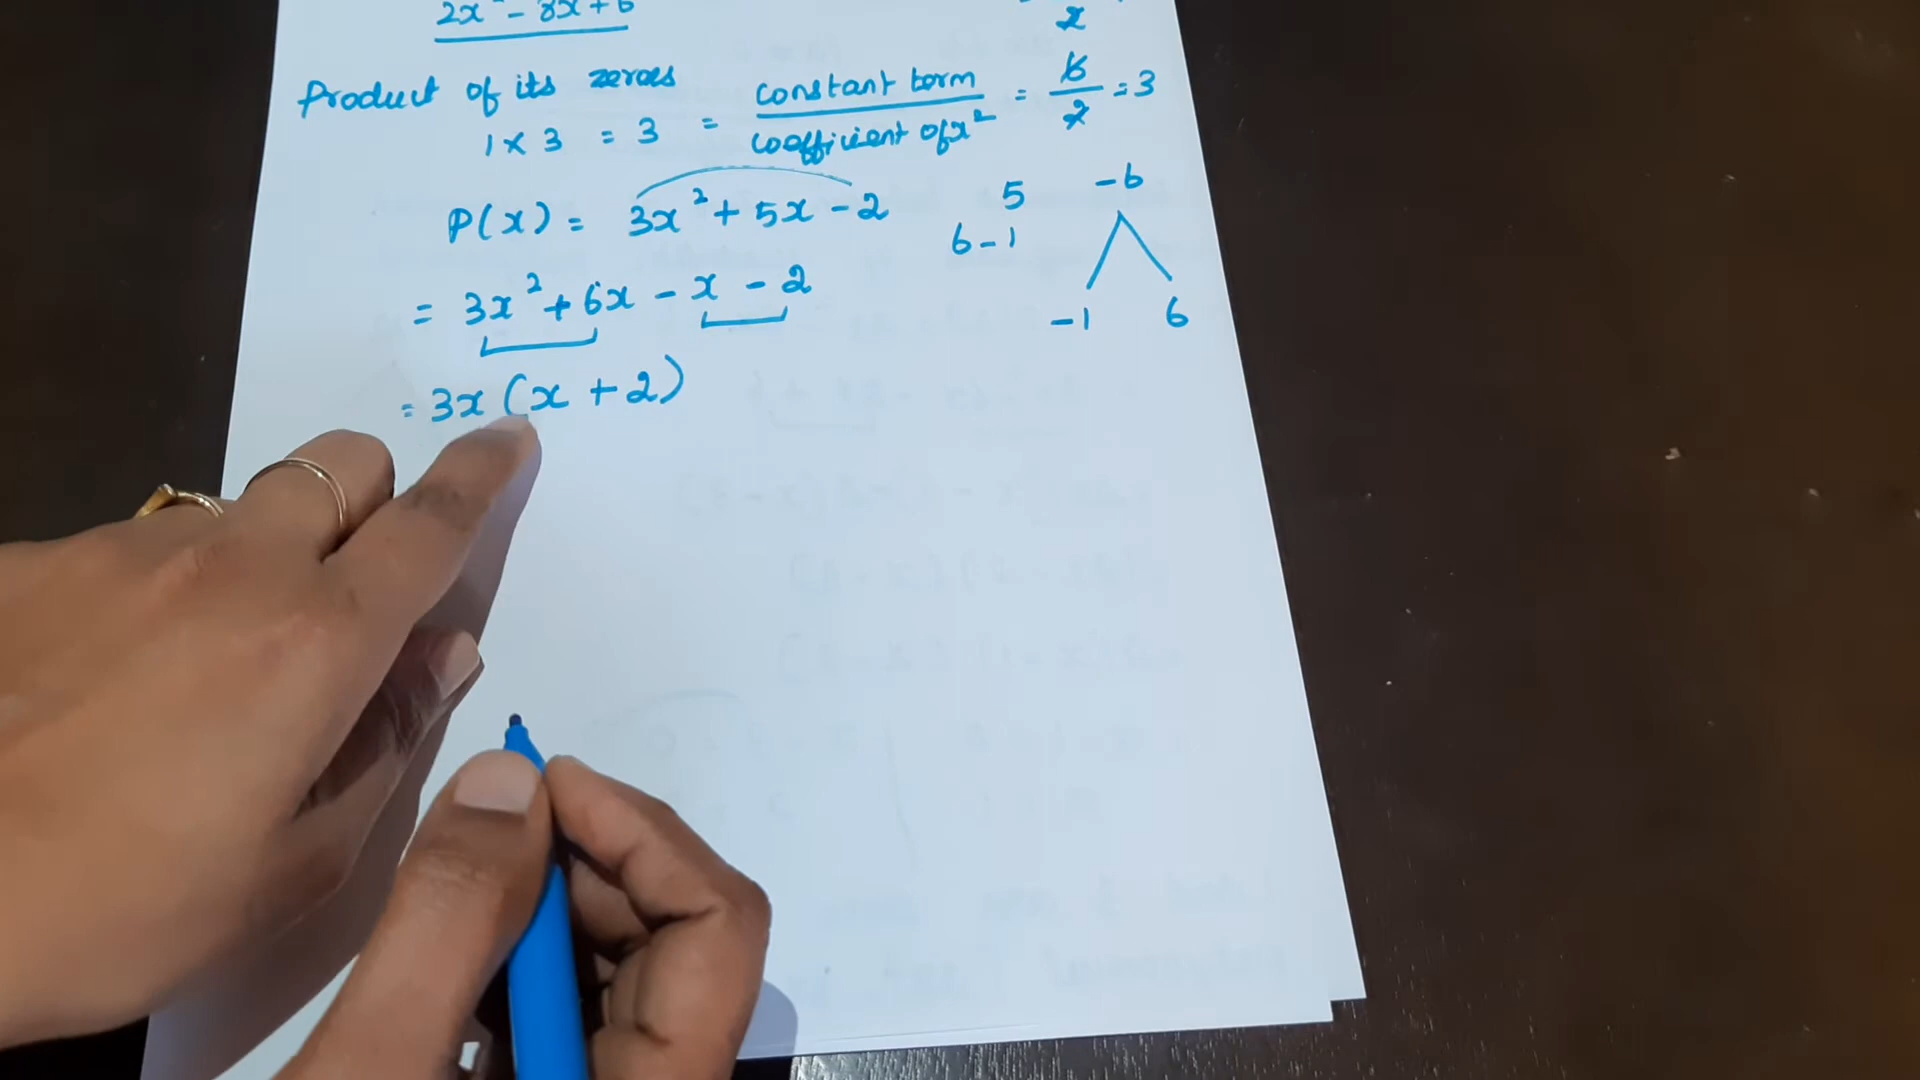 2x² - 8x + 6
2
Product of its zeroes
1 x 3 = 3 = constant term / coefficient of x² = 6/2 = 3
P(x) = 3x² + 5x - 2
5
6 - 1
-6
-1 6
= 3x² + 6x - x - 2
= 3x (x + 2)